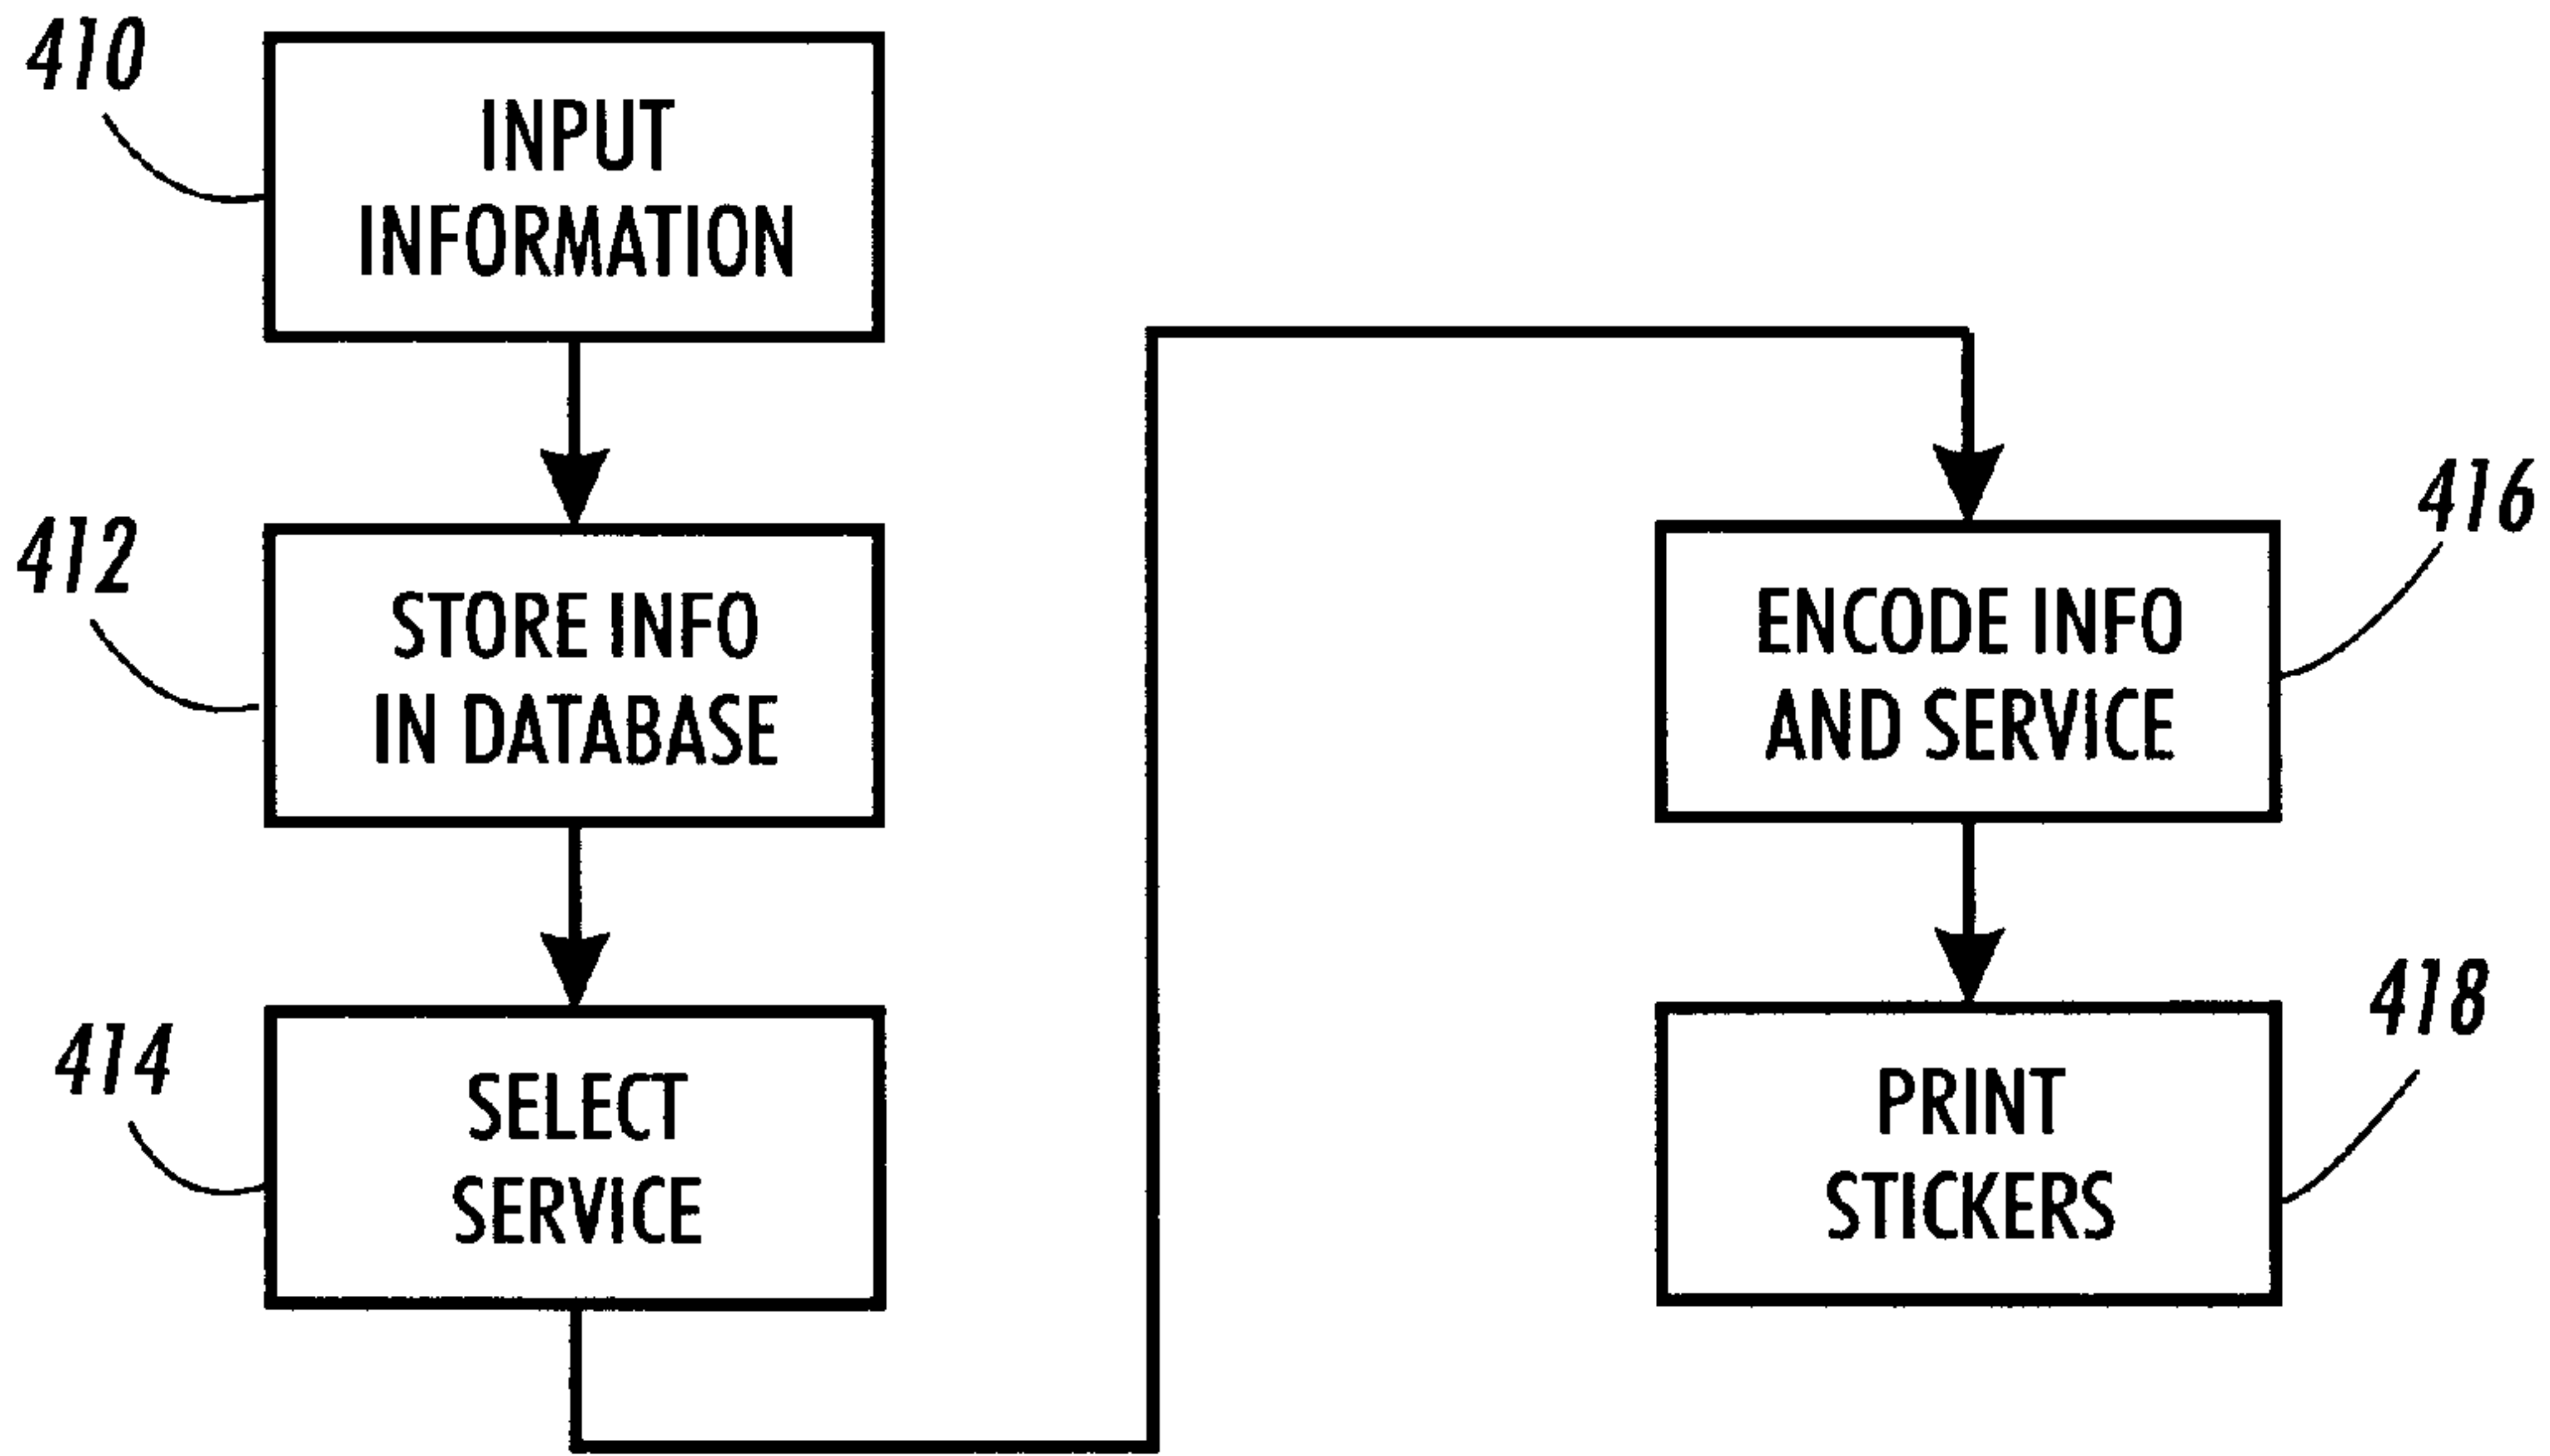 410
INPUT
INFORMATION
412
STORE INFO
IN DATABASE
414
SELECT
SERVICE
416
ENCODE INFO
AND SERVICE
418
PRINT
STICKERS